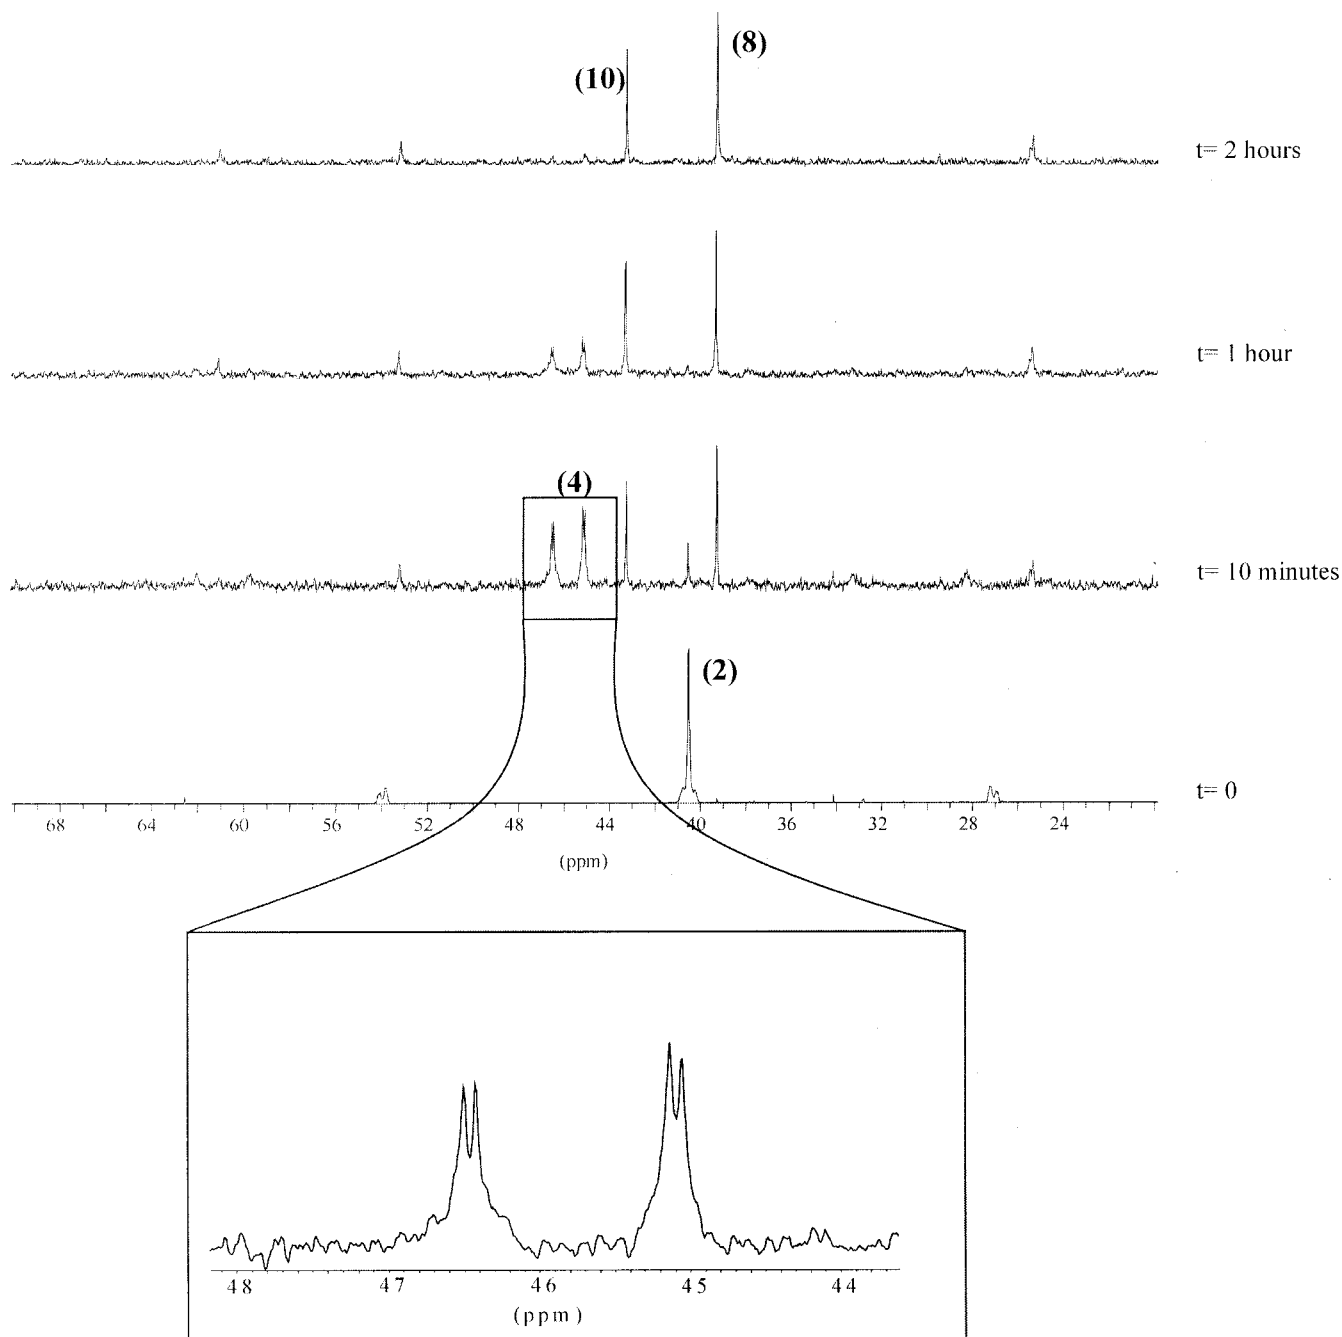 (8)
(10)
t= 2 hours
t= 1 hour
(4)
t= 10 minutes
(2)
t= 0
68 64 60 56 52 48 44 40 36 32 28 24
(ppm)
48 47 46 45 44
(ppm)